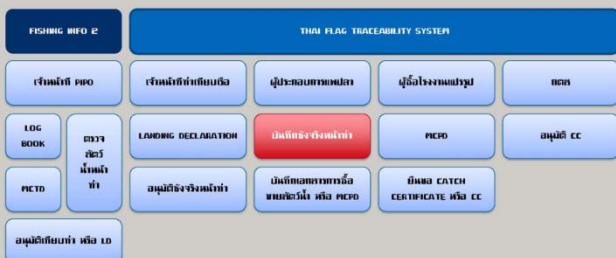 FISHING INFO 2
THAI FLAG TRACEABILITY SYSTEM
เจ้าหน้าที่ PIPO
เจ้าหน้าที่ท่าเทียบเรือ
ผู้ประกอบการแพปลา
ผู้ซื้อโรงงานแปรรูป
กตส
LOG
BOOK
ตรวจ
สัตว์
น้ำหน้า
ท่า
LANDING DECLARATION
บันทึกชั่งจริงหน้าท่า
MCPD
อนุมัติ CC
MCTD
อนุมัติชั่งจริงหน้าท่า
บันทึกเอกสารการซื้อ
ขายสัตว์น้ำ หรือ MCPD
ยื่นขอ CATCH
CERTIFICATE หรือ CC
อนุมัติเทียบท่า หรือ LD